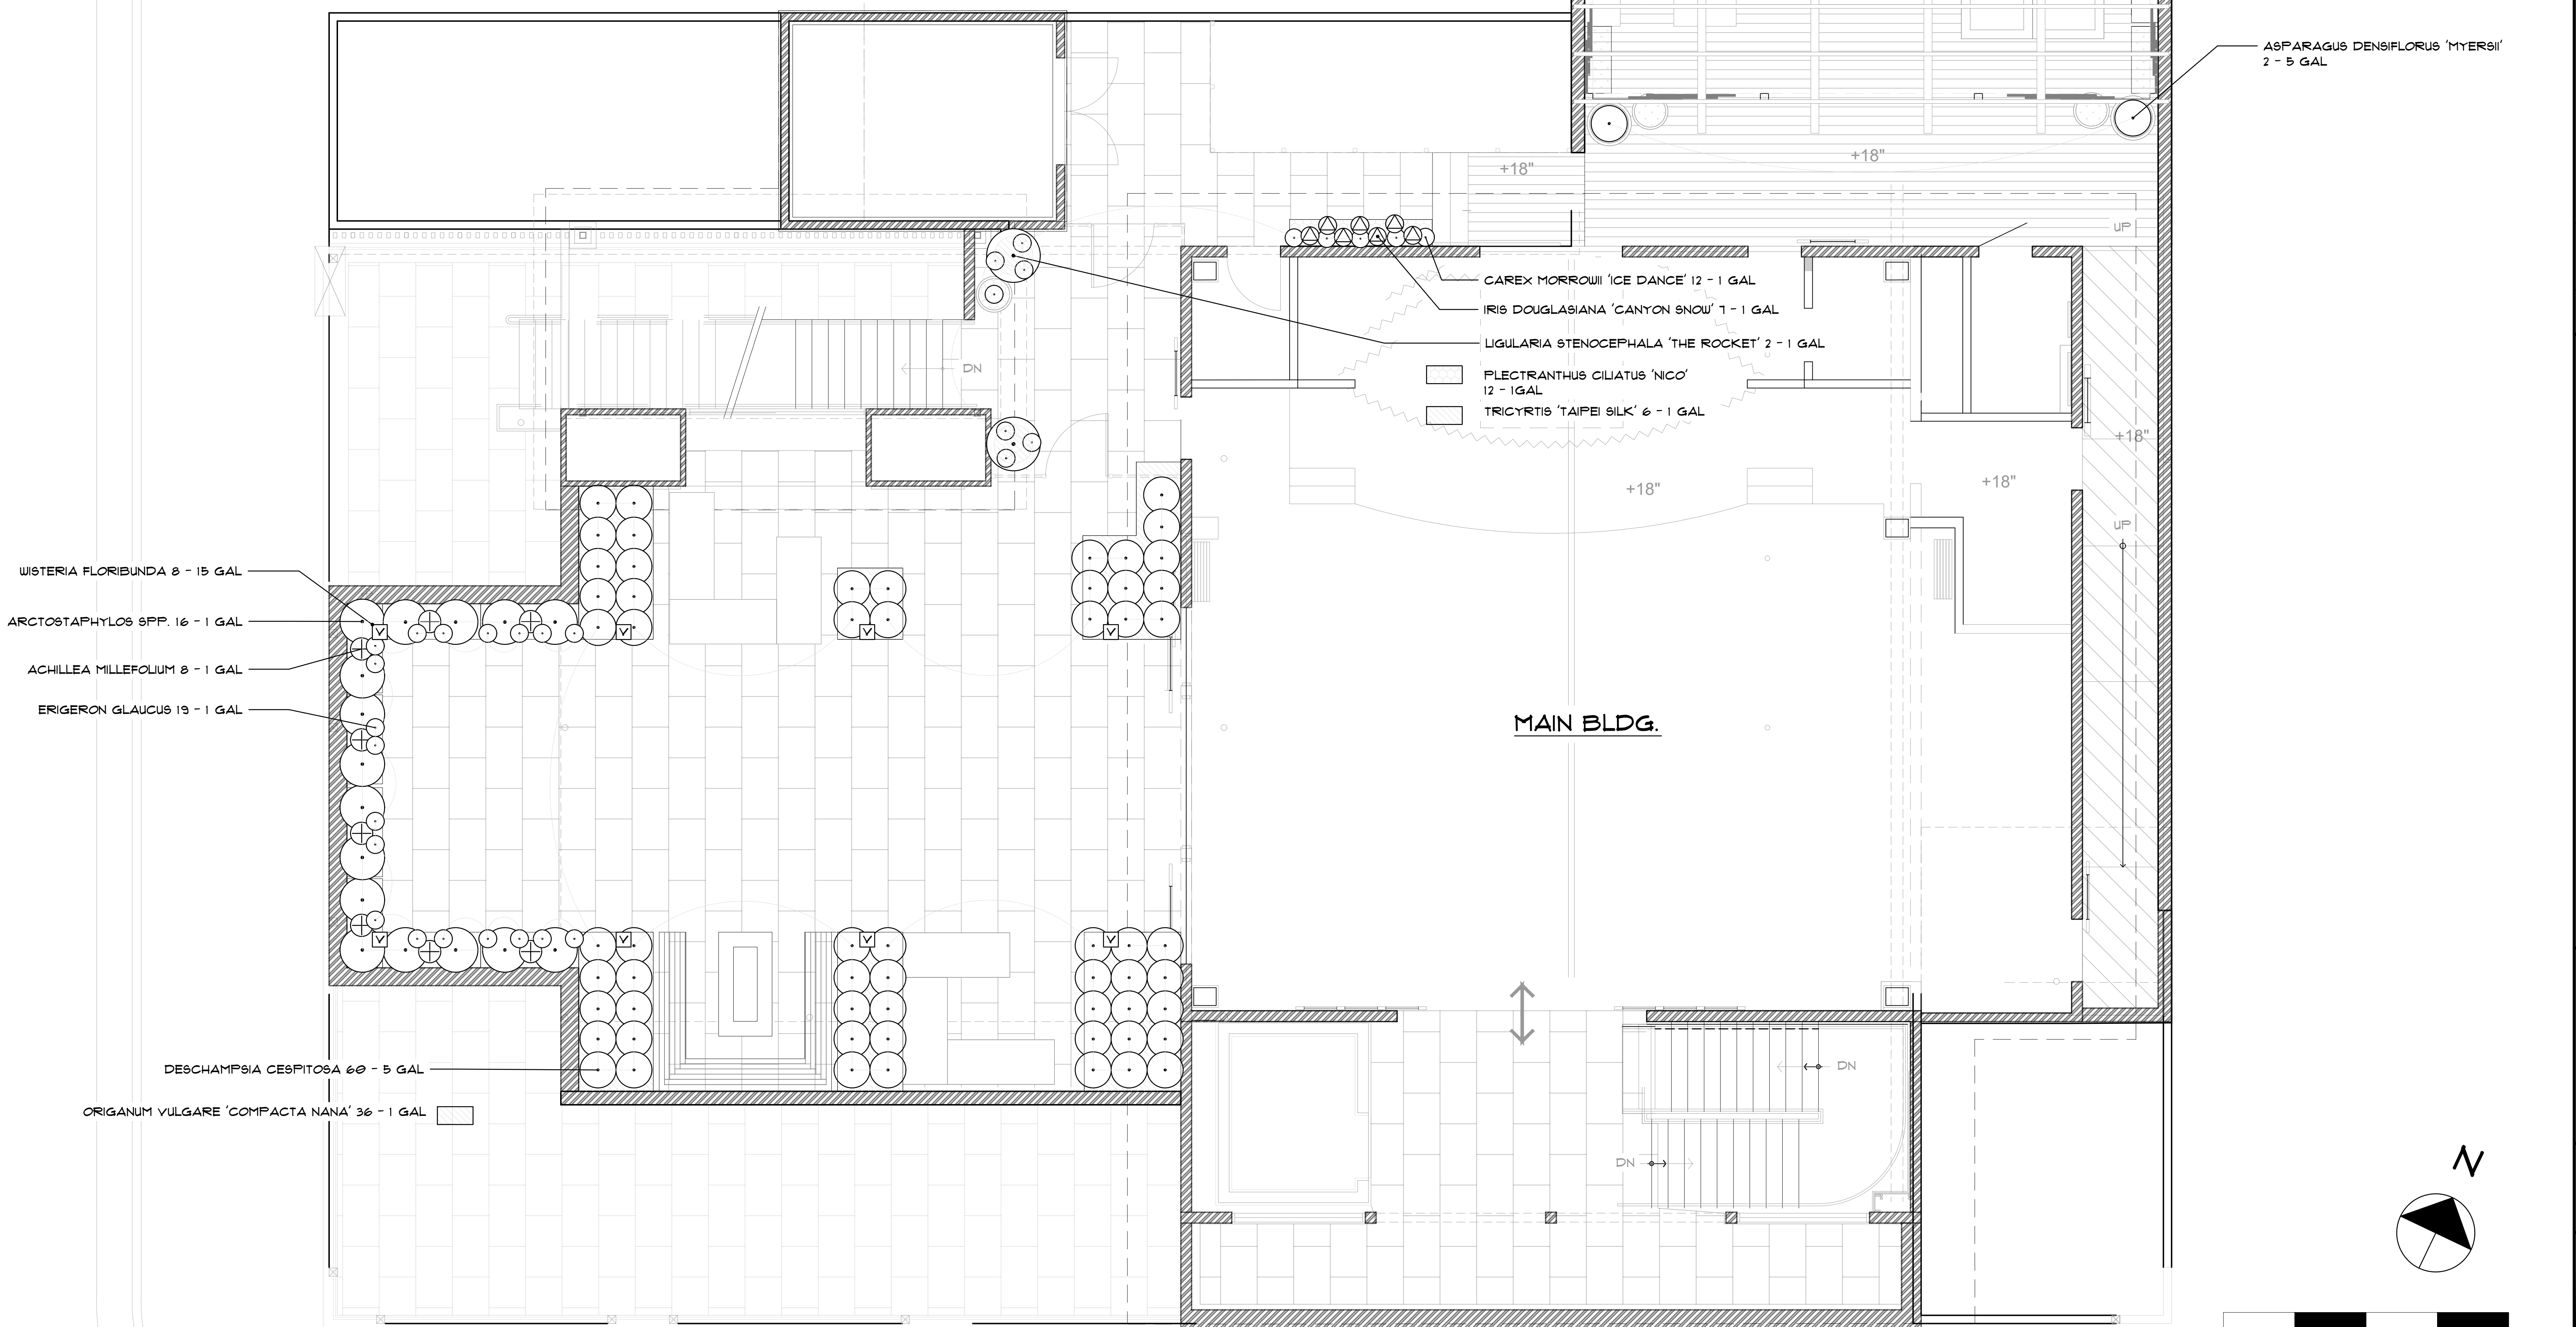 ASPARAGUS DENSIFLORUS 'MYERSII'
2 - 5 GAL
+18"
+18"
UP
CAREX MORROWII 'ICE DANCE' 12 - 1 GAL
IRIS DOUGLASIANA 'CANYON SNOW' 7 - 1 GAL
LIGULARIA STENOCEPHALA 'THE ROCKET' 2 - 1 GAL
DN
PLECTRANTHUS CILIATUS 'NICO'
12 - 1GAL
TRICYRTIS 'TAIPEI SILK' 6 - 1 GAL
+18"
+18"
+18"
UP
WISTERIA FLORIBUNDA 8 - 15 GAL
ARCTOSTAPHYLOS SPP. 16 - 1 GAL
V
V
V
V
ACHILLEA MILLEFOLIUM 8 - 1 GAL
ERIGERON GLAUCUS 19 - 1 GAL
MAIN BLDG.
V
V
V
V
DESCHAMPSIA CESPITOSA 60 - 5 GAL
DN
ORIGANUM VULGARE 'COMPACTA NANA' 36 - 1 GAL
DN
N